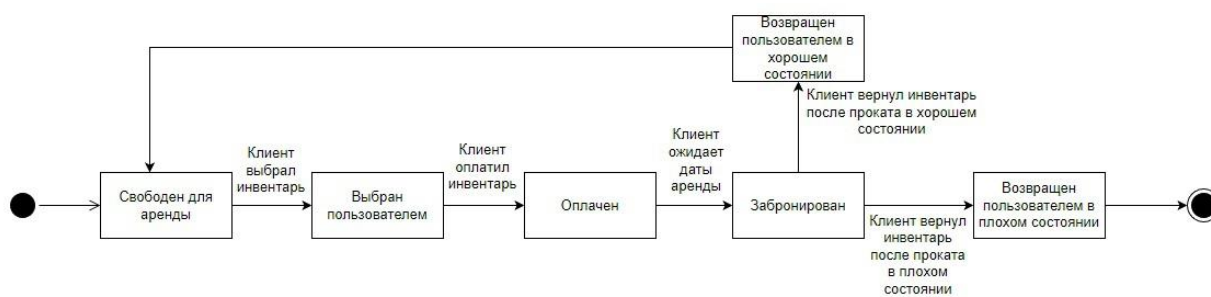 Возвращен
пользователем в
хорошем
состоянии
Клиент вернул инвентарь
после проката в хорошем
состоянии
Клиент
выбрал
инвентарь
Клиент
оплатил
инвентарь
Клиент
ожидает
даты
аренды
Свободен для
аренды
Выбран
пользователем
Оплачен
Забронирован
Возвращен
пользователем в
плохом состоянии
Клиент вернул
инвентарь
после проката
в плохом
состоянии